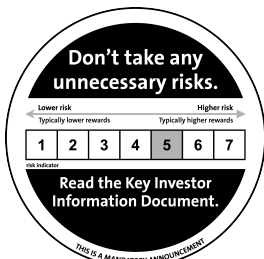 Don't take any
unnecessary risks.
Lower risk Higher risk
Typically lower rewards Typically higher rewards
1 2 3 4 5 6 7
risk indicator
Read the Key Investor
Information Document.
THIS IS A MANDATORY ANNOUNCEMENT